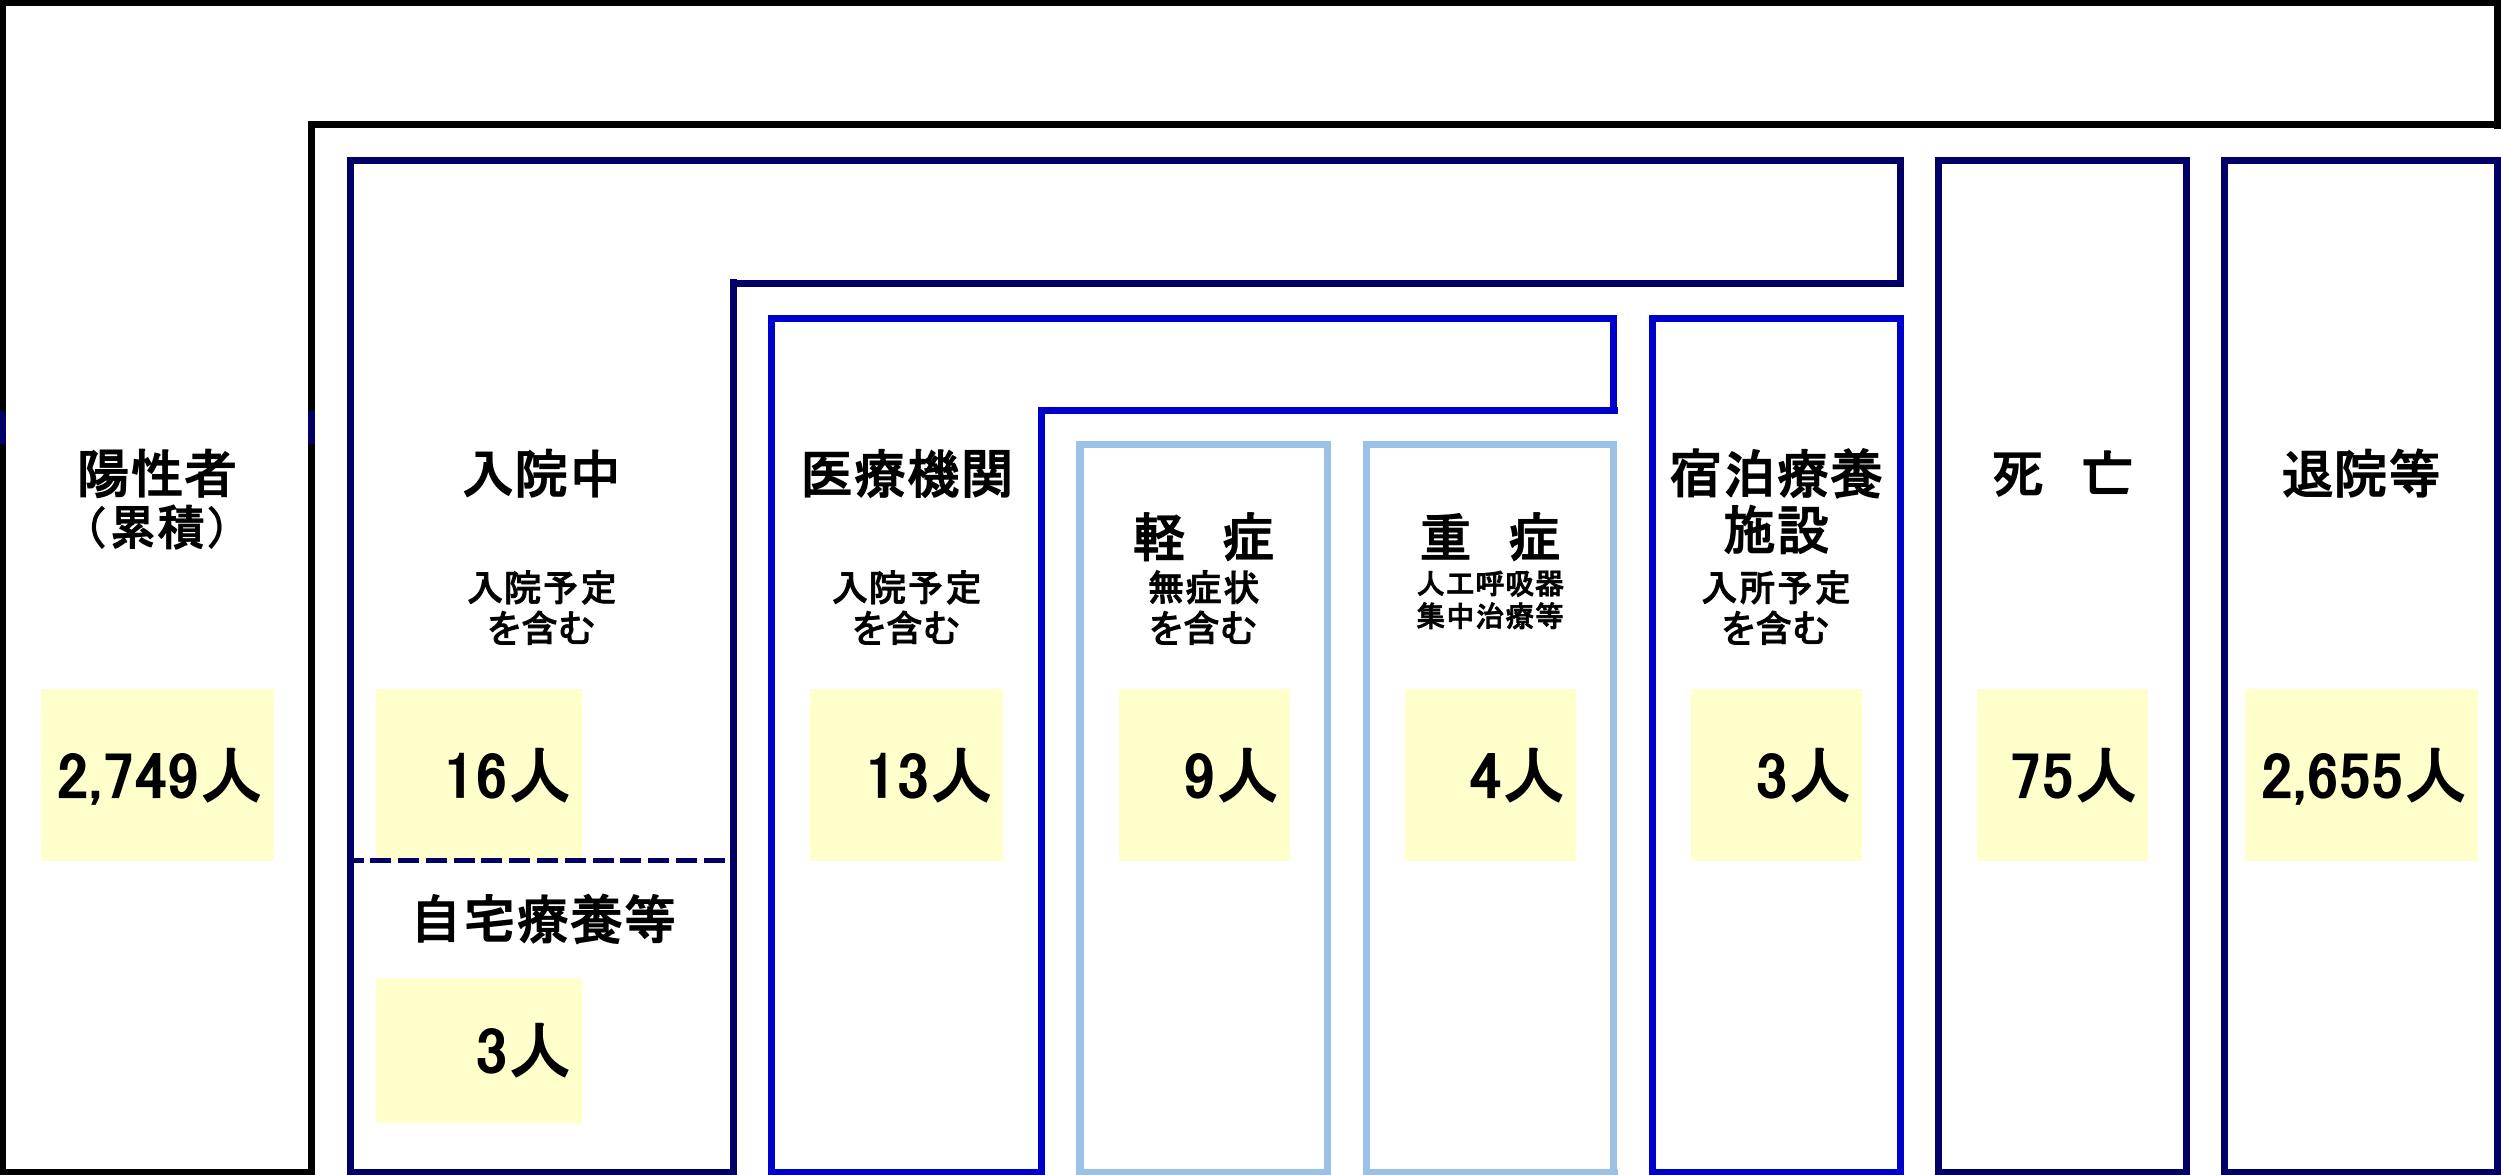 陽性者
（累積）
2,749人
入院中
入院予定
を含む
16人
自宅療養等
3人
医療機関
入院予定
を含む
13人
軽 症
無症状
を含む
9人
重 症
人工呼吸器
集中治療等
4人
宿泊療養
施設
入所予定
を含む
3人
死 亡
75人
退院等
2,655人